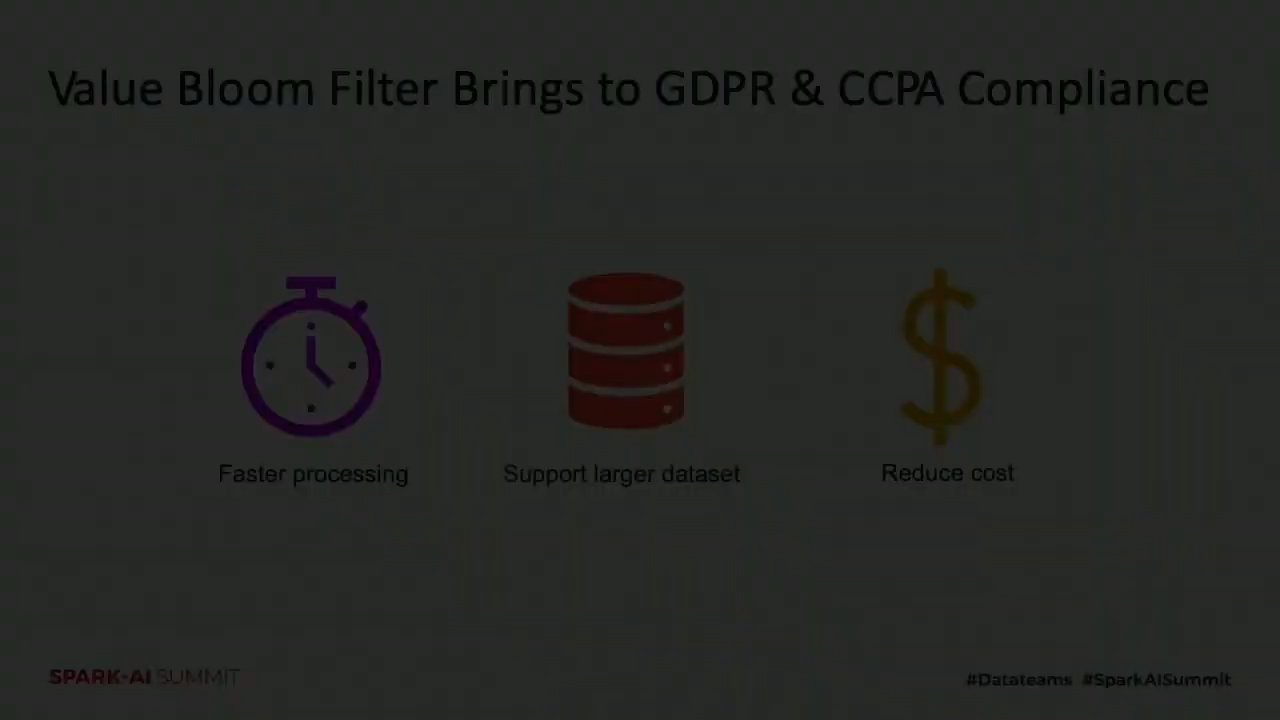 Value Bloom Filter Brings to GDPR & CCPA Compliance
Faster processing
Support larger dataset
Reduce cost
SPARK+AI SUMMIT
#Datateams #SparkAISummit